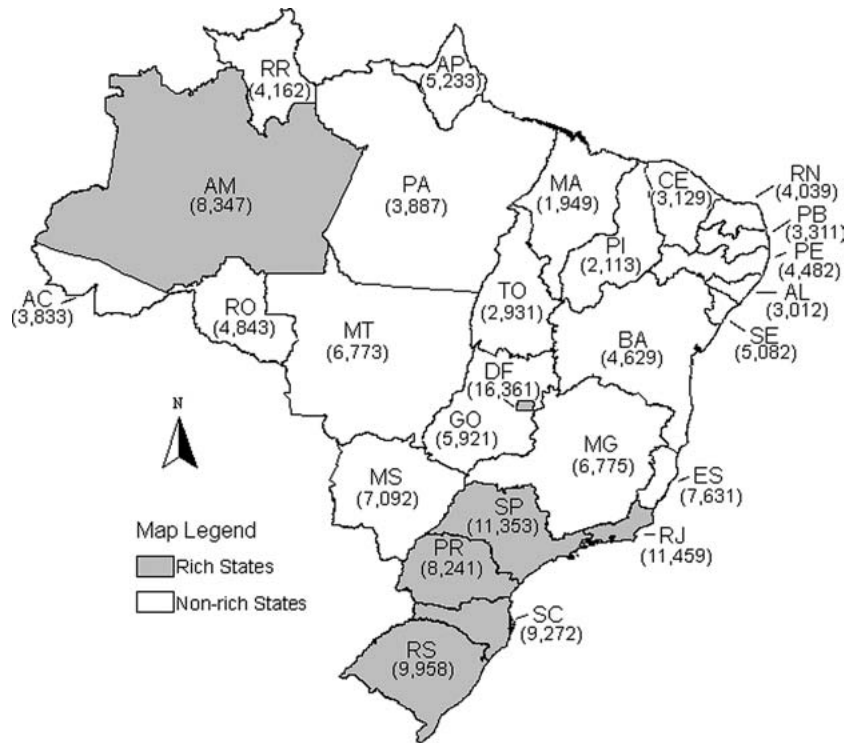 RR
(4,162)
AP
(5,233)
AM
(8,347)
PA
(3,887)
MA
(1,949)
CE
(3,129)
RN
(4,039)
PB
(3,311)
PE
(4,482)
PI
(2,113)
AL
(3,012)
SE
(5,082)
AC
(3,833)
RO
(4,843)
TO
(2,931)
MT
(6,773)
BA
(4,629)
DF
(16,361)
GO
(5,921)
N
MG
(6,775)
MS
(7,092)
ES
(7,631)
SP
(11,353)
RJ
(11,459)
PR
(8,241)
SC
(9,272)
RS
(9,958)
Map Legend
Rich States
Non-rich States